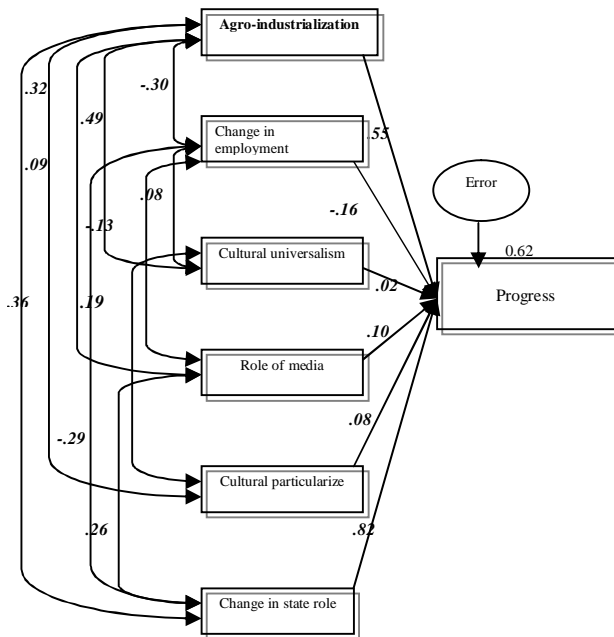 Agro-industrialization
.32
-.30
.49
Change in
employment
.55
.09
.08
Error
-.16
-.13
Cultural universalism
0.62
.02
Progress
.36
.19
.10
Role of media
.08
-.29
Cultural particularize
.26
.82
Change in state role